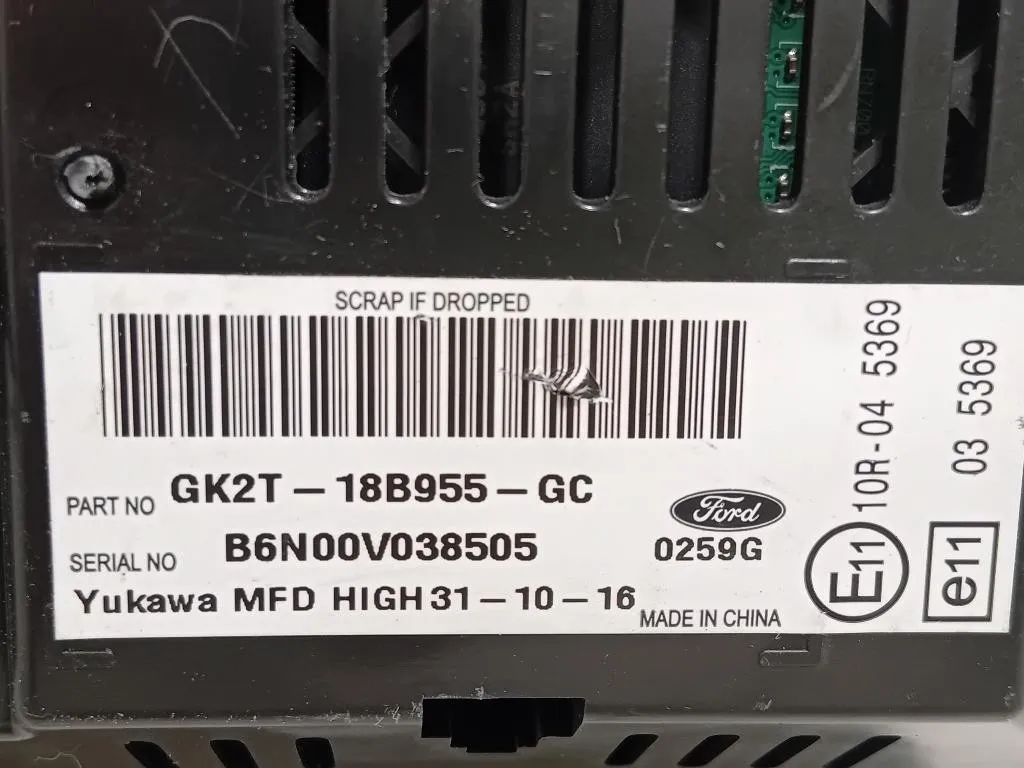 SCRAP IF DROPPED
PART NO GK2T-18B955-GC
SERIAL NO B6N00V038505
Yukawa MFD HIGH 31-10-16
Ford
0259G
MADE IN CHINA
E11 10R-04 5369
e11 03 5369